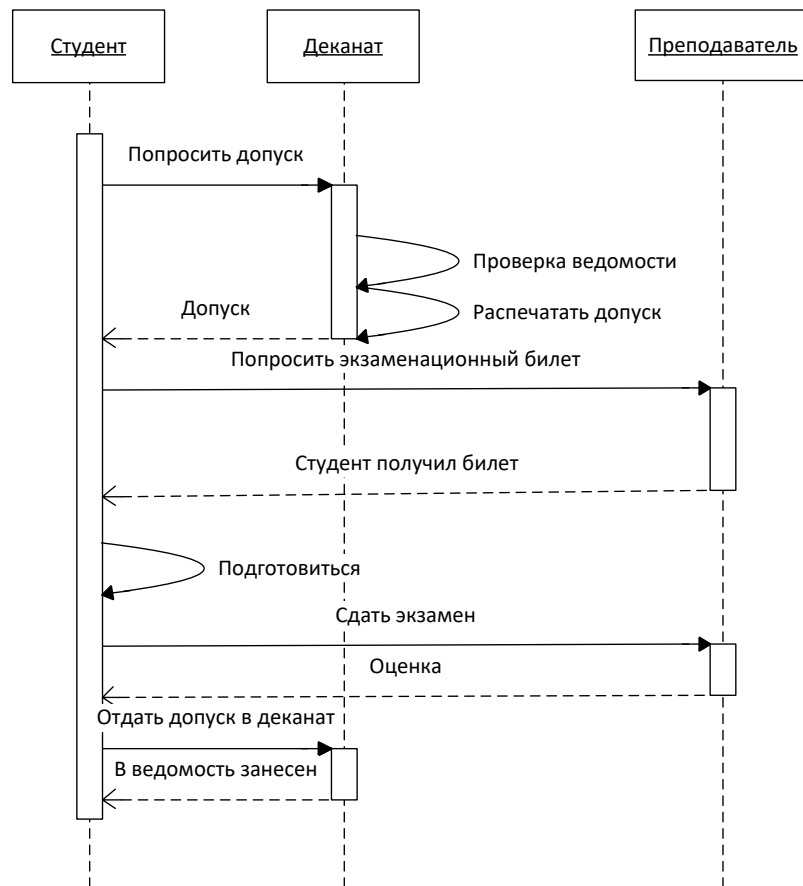 Студент
Деканат
Преподаватель
Попросить допуск
Проверка ведомости
Допуск
Распечатать допуск
Попросить экзаменационный билет
Студент получил билет
Подготовиться
Сдать экзамен
Оценка
Отдать допуск в деканат
В ведомость занесен